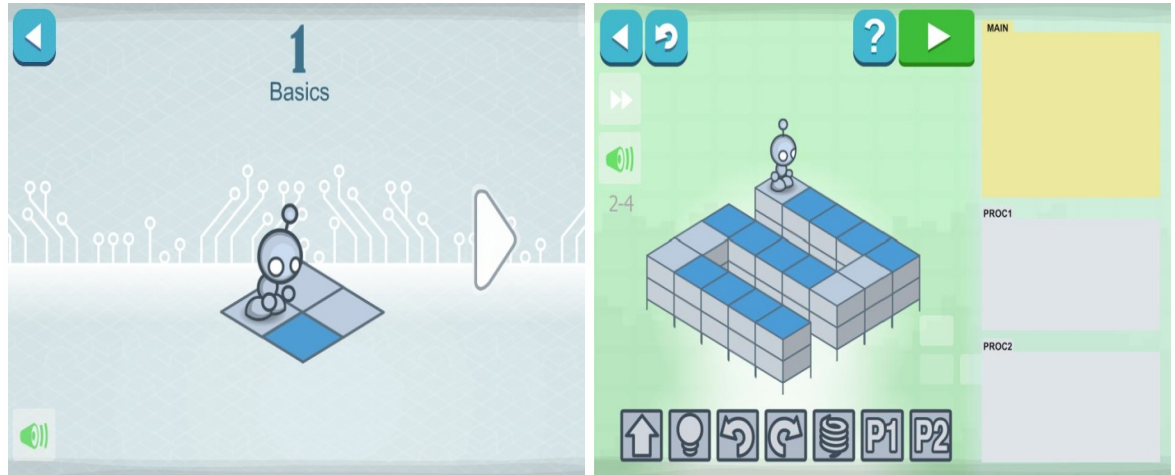 1
Basics
?
MAIN
2-4
PROC1
PROC2
P1 P2